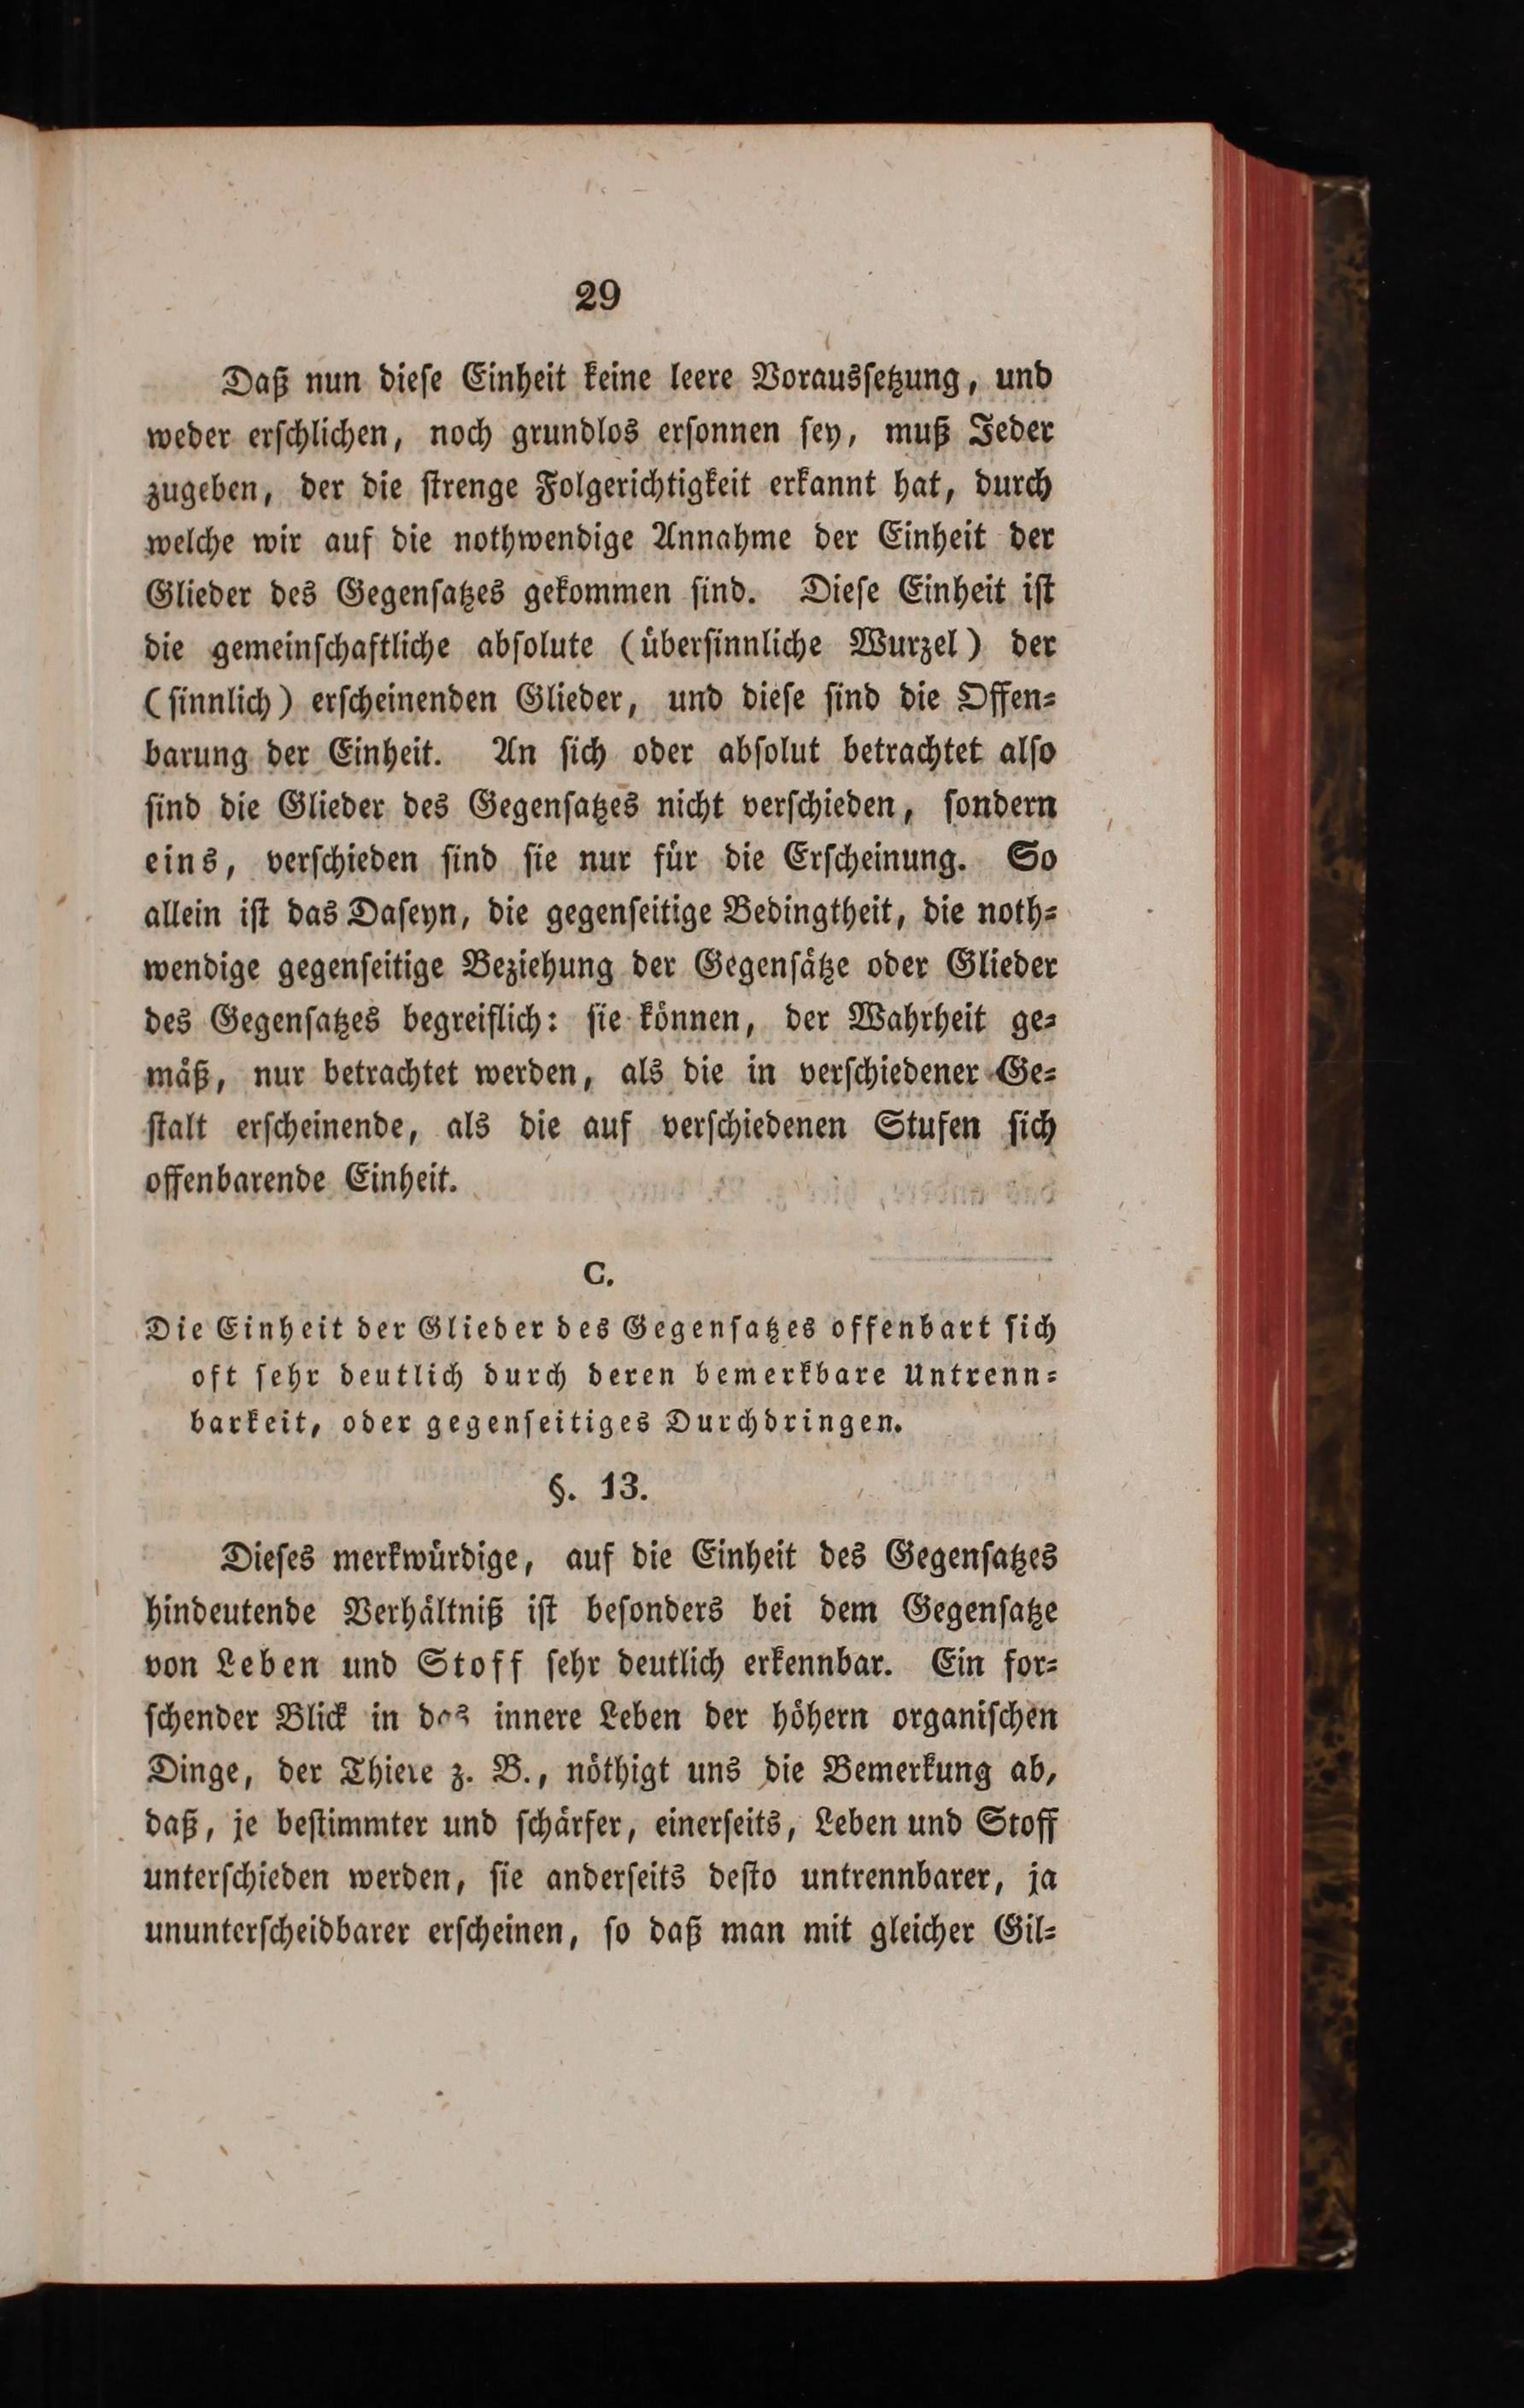 29
Daß nun dieſe Einheit keine leere Vorausſetzung, und
weder erſchlichen, noch grundlos erſonnen ſey, muß Jeder
zugeben, der die ſtrenge Folgerichtigkeit erkannt hat, durch
welche wir auf die nothwendige Annahme der Einheit der
Glieder des Gegenſatzes gekommen ſind. Dieſe Einheit iſt
die gemeinſchaftliche abſolute (überſinnliche Wurzel) der
(ſinnlich) erſcheinenden Glieder, und dieſe ſind die Offen⸗
barung der Einheit. An ſich oder abſolut betrachtet alſo
ſind die Glieder des Gegenſatzes nicht verſchieden, ſondern
eins, verſchieden ſind ſie nur für die Erſcheinung. So
allein iſt das Daſeyn, die gegenſeitige Bedingtheit, die noth⸗
wendige gegenſeitige Beziehung der Gegenſätze oder Glieder
des Gegenſatzes begreiflich: ſie können, der Wahrheit ge⸗
mäß, nur betrachtet werden, als die in verſchiedener Ge⸗
ſtalt erſcheinende, als die auf verſchiedenen Stufen ſich
offenbarende Einheit.
C.
Die Einheit der Glieder des Gegenſatzes offenbart ſich
oft ſehr deutlich durch deren bemerkbare Untrenn⸗
barkeit, oder gegenſeitiges Durchdringen.
§. 13.
Dieſes merkwürdige, auf die Einheit des Gegenſatzes
hindeutende Verhältniß iſt beſonders bei dem Gegenſatze
von Leben und Stoff ſehr deutlich erkennbar. Ein for⸗
ſchender Blick in das innere Leben der höhern organiſchen
Dinge, der Thiere z. B., nöthigt uns die Bemerkung ab,
daß, je beſtimmter und ſchärfer, einerſeits, Leben und Stoff
unterſchieden werden, ſie anderſeits deſto untrennbarer, ja
ununterſcheidbarer erſcheinen, ſo daß man mit gleicher Gil⸗